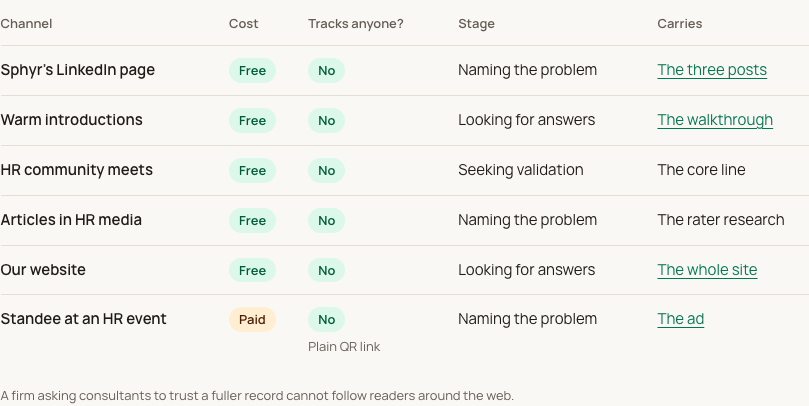 Channel Cost Tracks anyone? Stage Carries
Sphyr's LinkedIn page Free No Naming the problem The three posts
Warm introductions Free No Looking for answers The walkthrough
HR community meets Free No Seeking validation The core line
Articles in HR media Free No Naming the problem The rater research
Our website Free No Looking for answers The whole site
Standee at an HR event Paid No Naming the problem The ad
Plain QR link
A firm asking consultants to trust a fuller record cannot follow readers around the web.